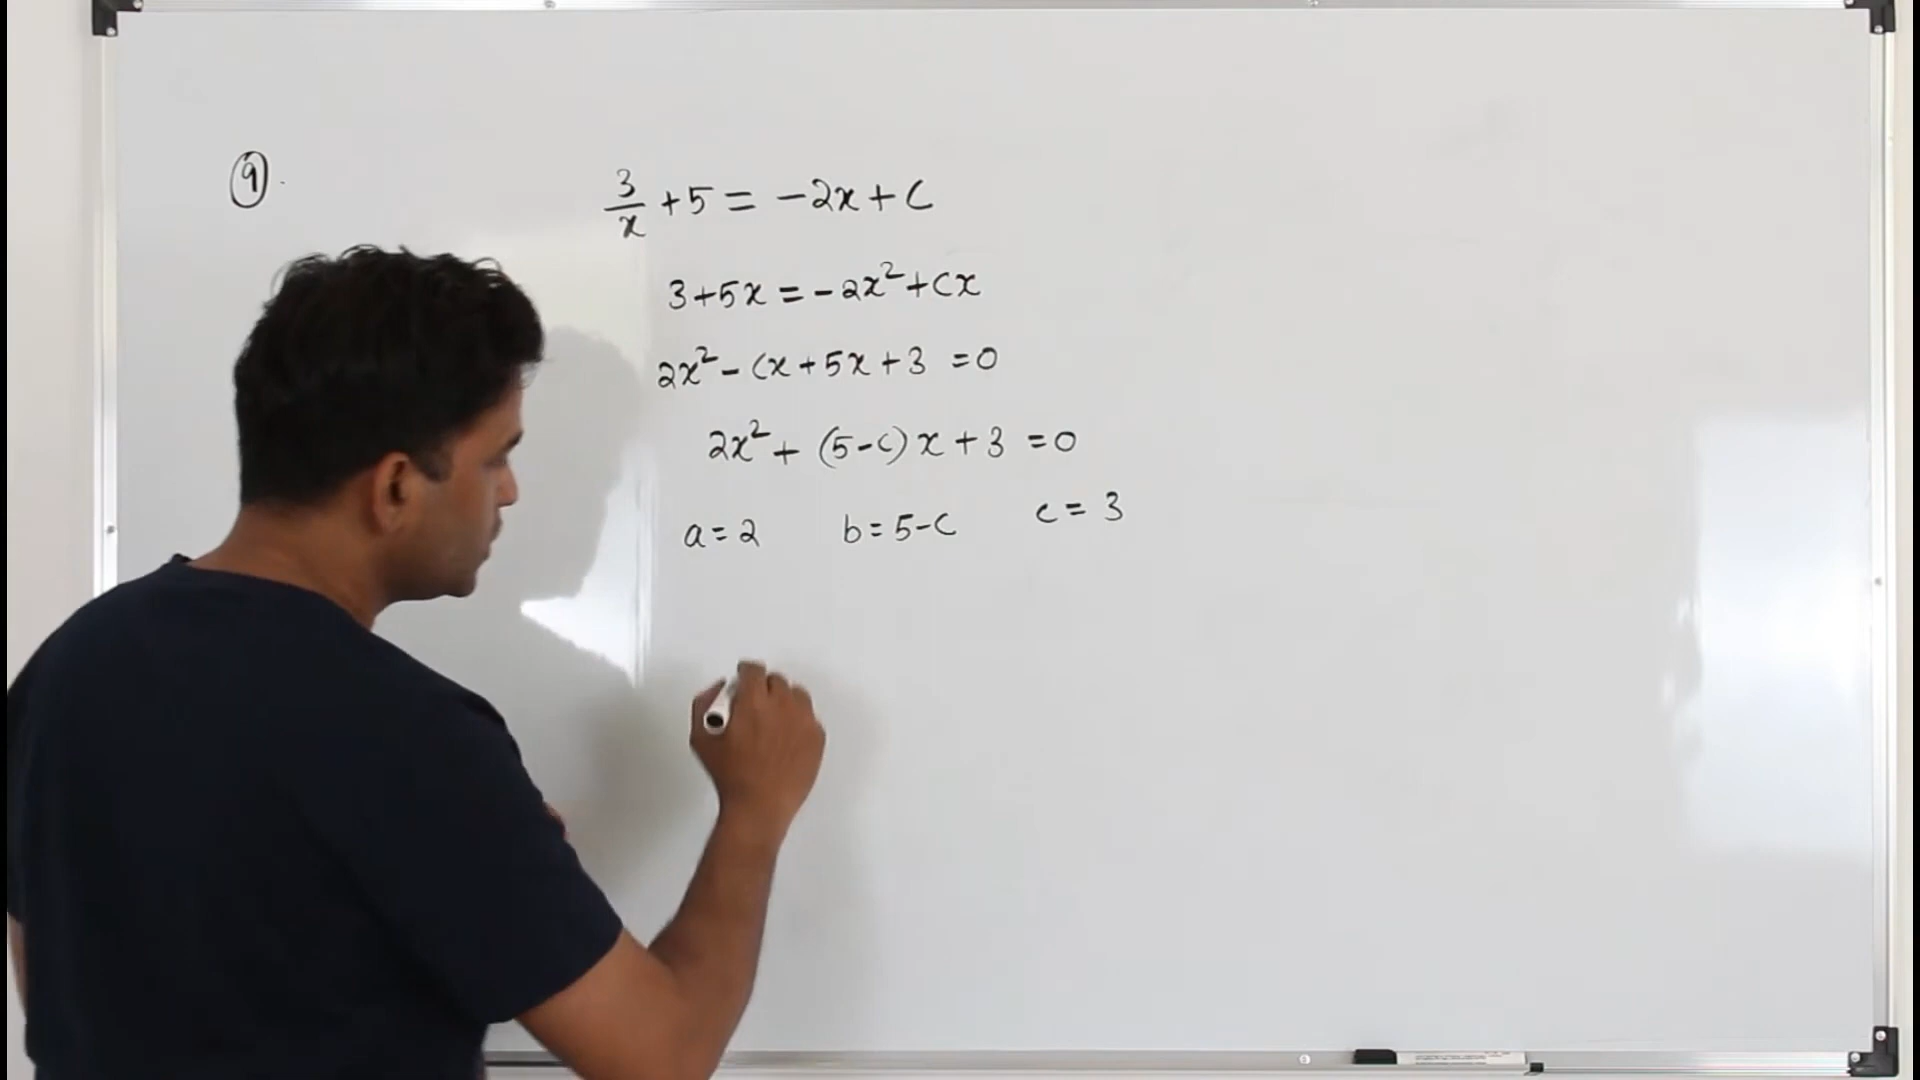 9.
3/x + 5 = -2x + C
3+5x = -2x² + Cx
2x² - Cx + 5x + 3 = 0
2x² + (5-C)x + 3 = 0
a = 2 b = 5-C c = 3